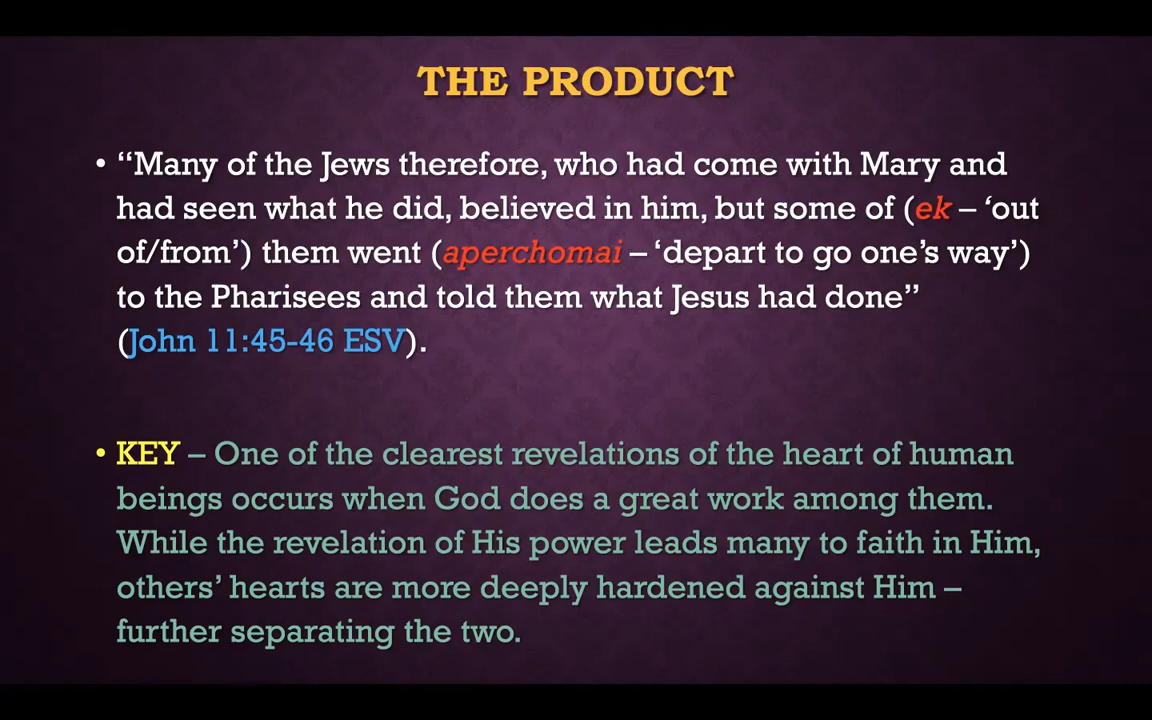 THE PRODUCT
• “Many of the Jews therefore, who had come with Mary and
had seen what he did, believed in him, but some of (ek – ‘out
of/from’) them went (aperchomai – ‘depart to go one’s way’)
to the Pharisees and told them what Jesus had done”
(John 11:45-46 ESV).
• KEY – One of the clearest revelations of the heart of human
beings occurs when God does a great work among them.
While the revelation of His power leads many to faith in Him,
others’ hearts are more deeply hardened against Him –
further separating the two.